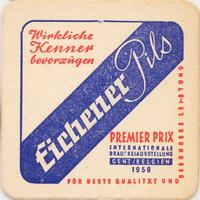 Wirkliche
Kenner
bevorzugen
Eichener Pils
PREMIER PRIX
INTERNATIONALE
BRAUEREIAUSSTELLUNG
GENT/BELGIEN
1958
FÜR BESTE QUALITÄT UND
BESONDERE LEISTUNG